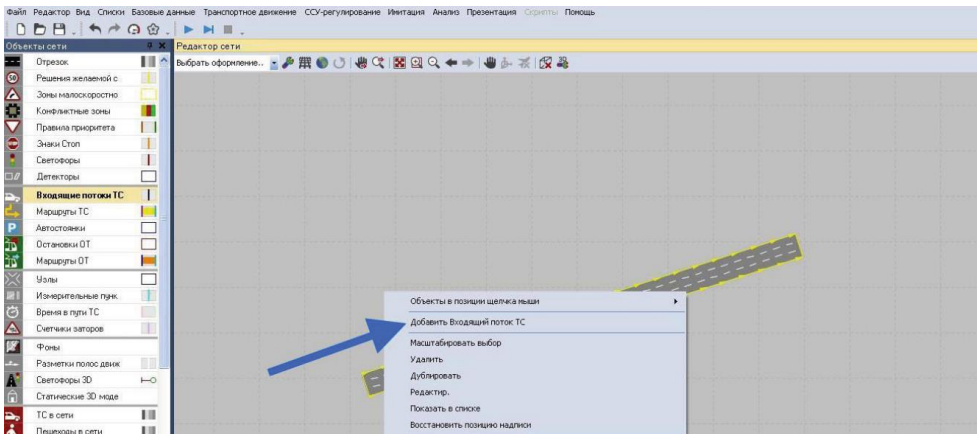 Файл Редактор Вид Списки Базовые данные Транспортное движение ССУ-регулирование Имитация Анализ Презентация Скрипты Помощь
Объекты сети
Редактор сети
Выбрать оформление...
Отрезок
50
Решения желаемой с
Зоны малоскоростно
Конфликтные зоны
Правила приоритета
Знаки Стоп
Светофоры
Детекторы
Входящие потоки ТС
Маршруты ТС
P
Автостоянки
Остановки ОТ
Маршруты ОТ
Узлы
Измерительные пунк
Время в пути ТС
Счетчики заторов
Фоны
Разметки полос движ
Светофоры 3D
Статические 3D моде
ТС в сети
Пешеходы в сети
Объекты в позиции щелчка мыши
Добавить Входящий поток ТС
Масштабировать выбор
Удалить
Дублировать
Редактир.
Показать в списке
Восстановить позицию надписи